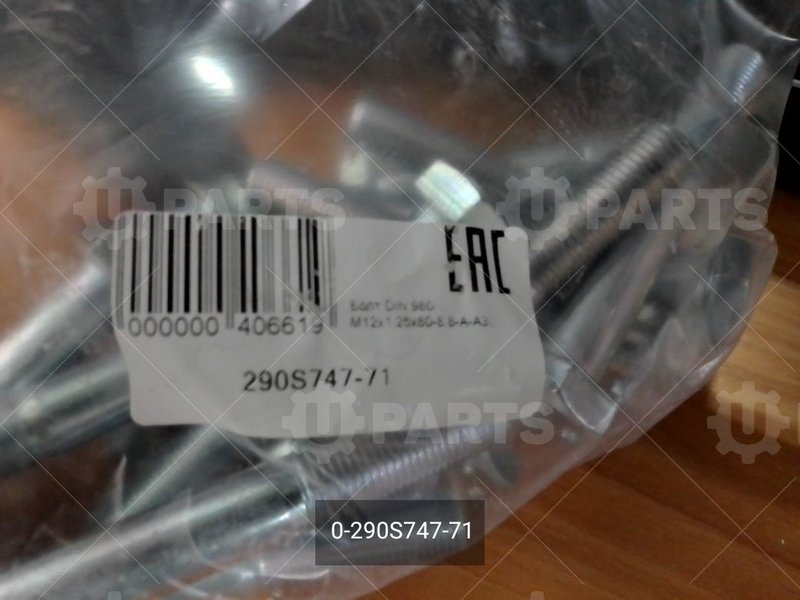 U PARTS
U PARTS
EAC
Болт DIN 960-
M12x1.25x80-8.8-A-A3
000000 406619
290S747-71
U PARTS
U
0-290S747-71